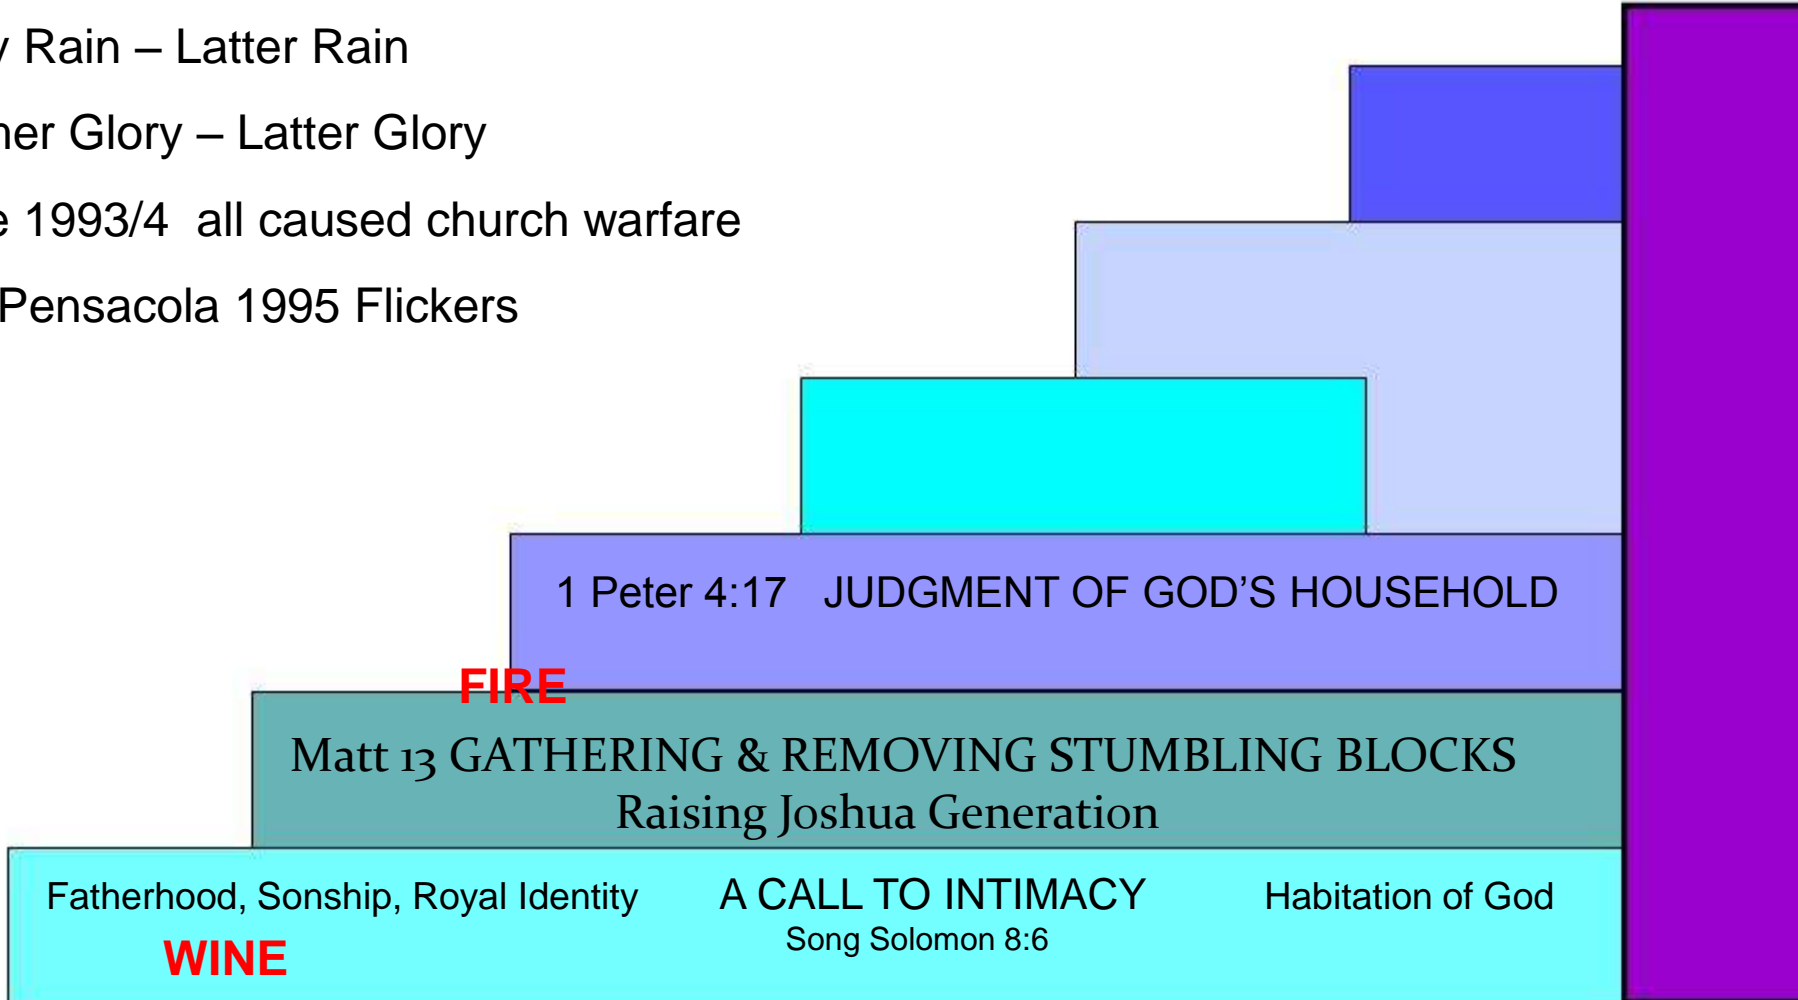 Rain – Latter Rain
Glory – Latter Glory
1993/4 all caused church warfare
Pensacola 1995 Flickers
1 Peter 4:17 JUDGMENT OF GOD’S HOUSEHOLD
FIRE
Matt 13 GATHERING & REMOVING STUMBLING BLOCKS
Raising Joshua Generation
Fatherhood, Sonship, Royal Identity A CALL TO INTIMACY Habitation of God
Song Solomon 8:6
WINE